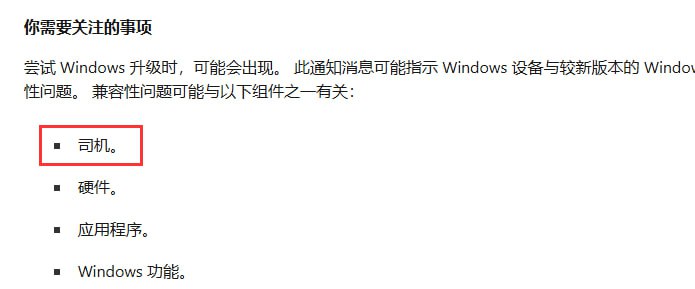 你需要关注的事项
尝试 Windows 升级时，可能会出现。 此通知消息可能指示 Windows 设备与较新版本的 Window
性问题。 兼容性问题可能与以下组件之一有关：
▪ 司机。
▪ 硬件。
▪ 应用程序。
▪ Windows 功能。